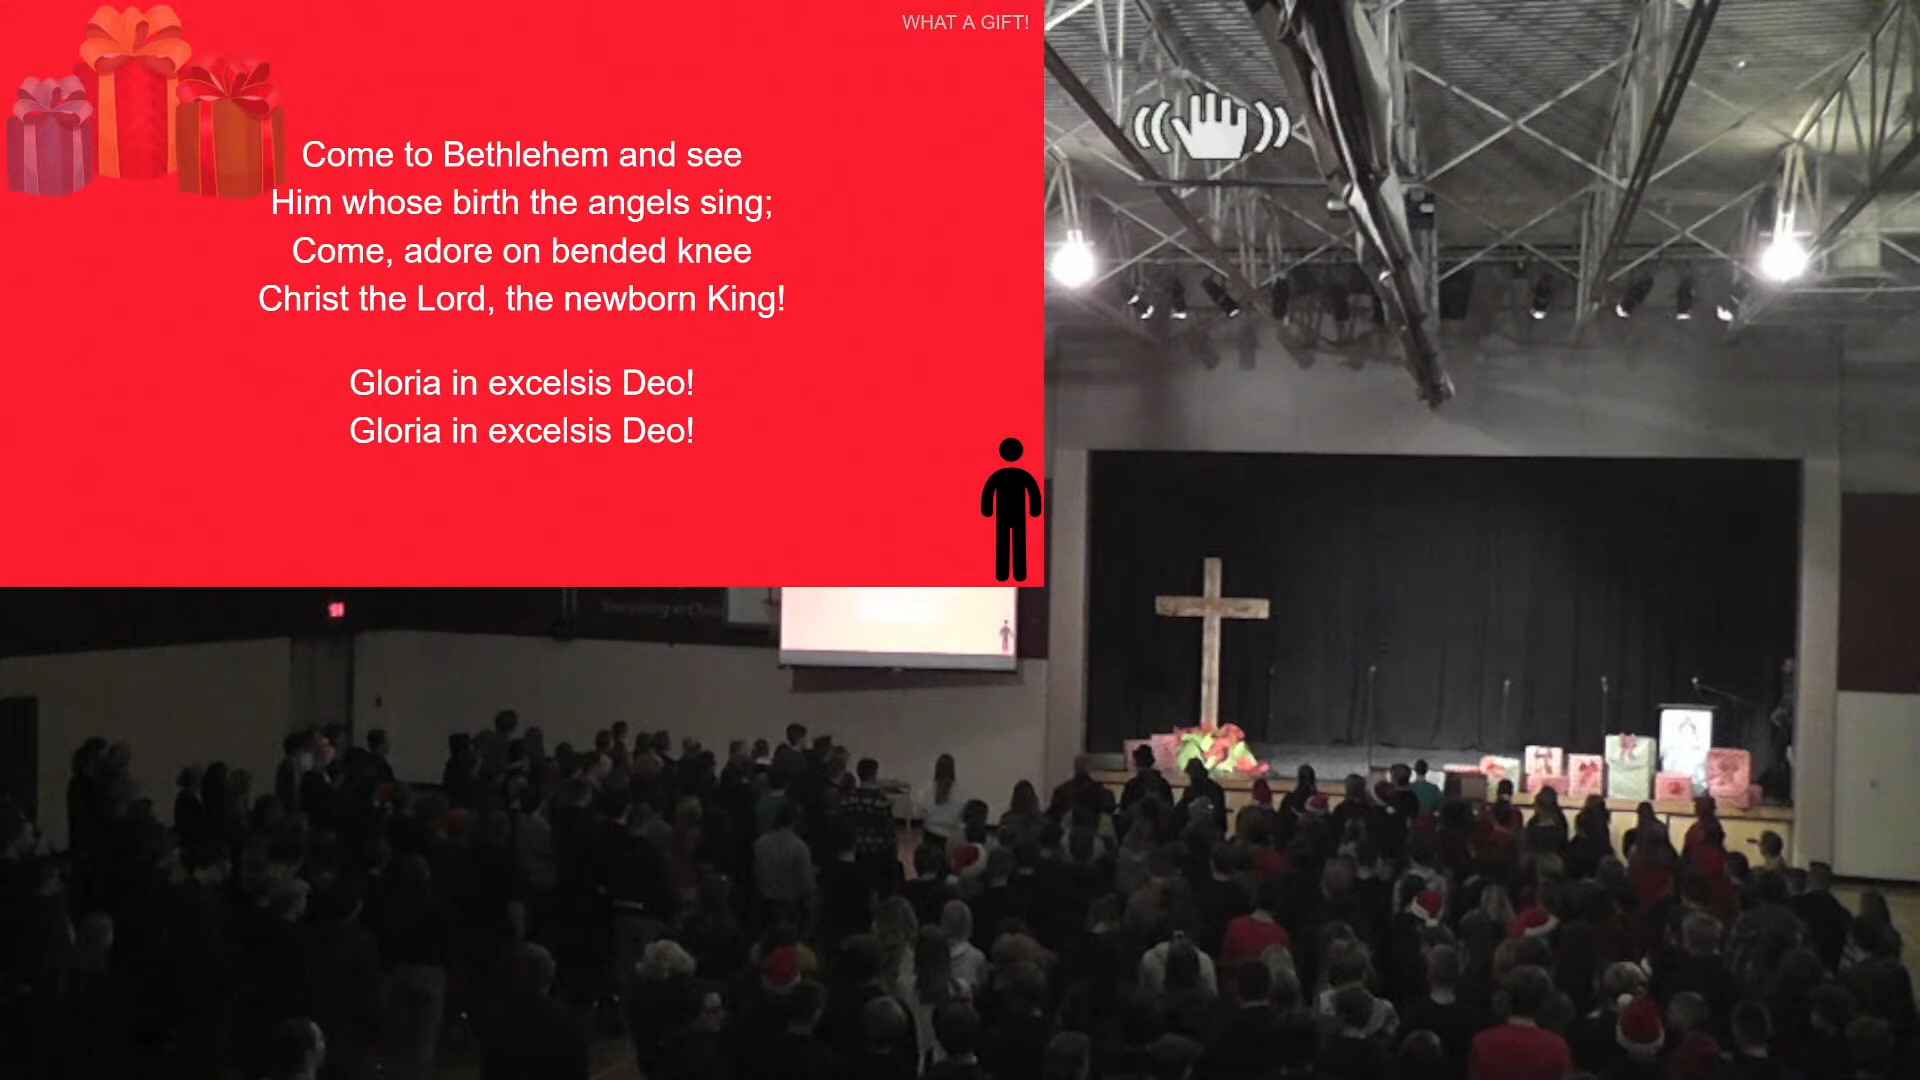 WHAT A GIFT!
Come to Bethlehem and see
Him whose birth the angels sing;
Come, adore on bended knee
Christ the Lord, the newborn King!
Gloria in excelsis Deo!
Gloria in excelsis Deo!